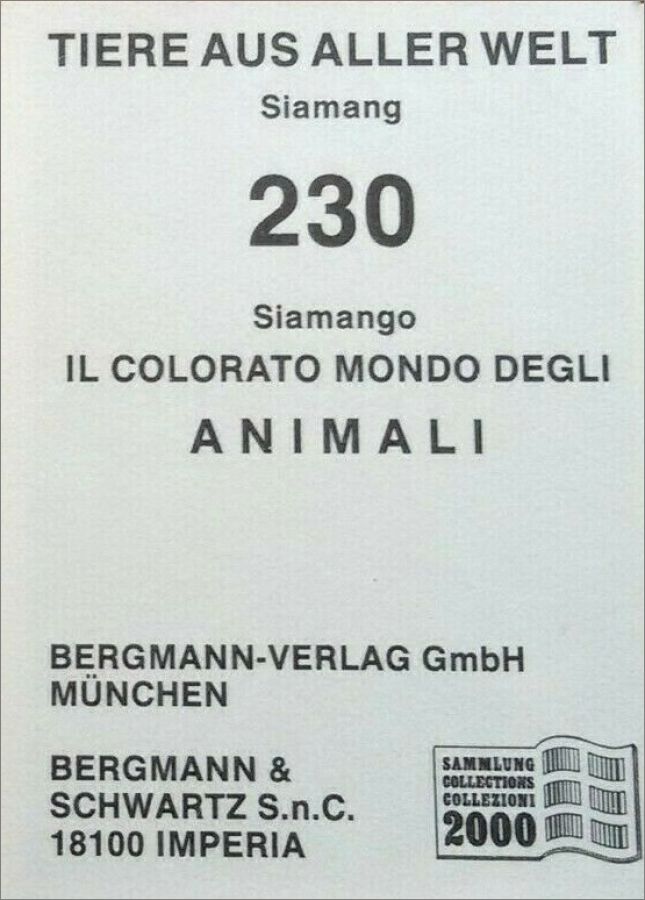 TIERE AUS ALLER WELT
Siamang
230
Siamango
IL COLORATO MONDO DEGLI
ANIMALI
BERGMANN-VERLAG GmbH
MÜNCHEN
BERGMANN &
SCHWARTZ S.n.C.
18100 IMPERIA
SAMMLUNG
COLLECTIONS
COLLEZIONI
2000